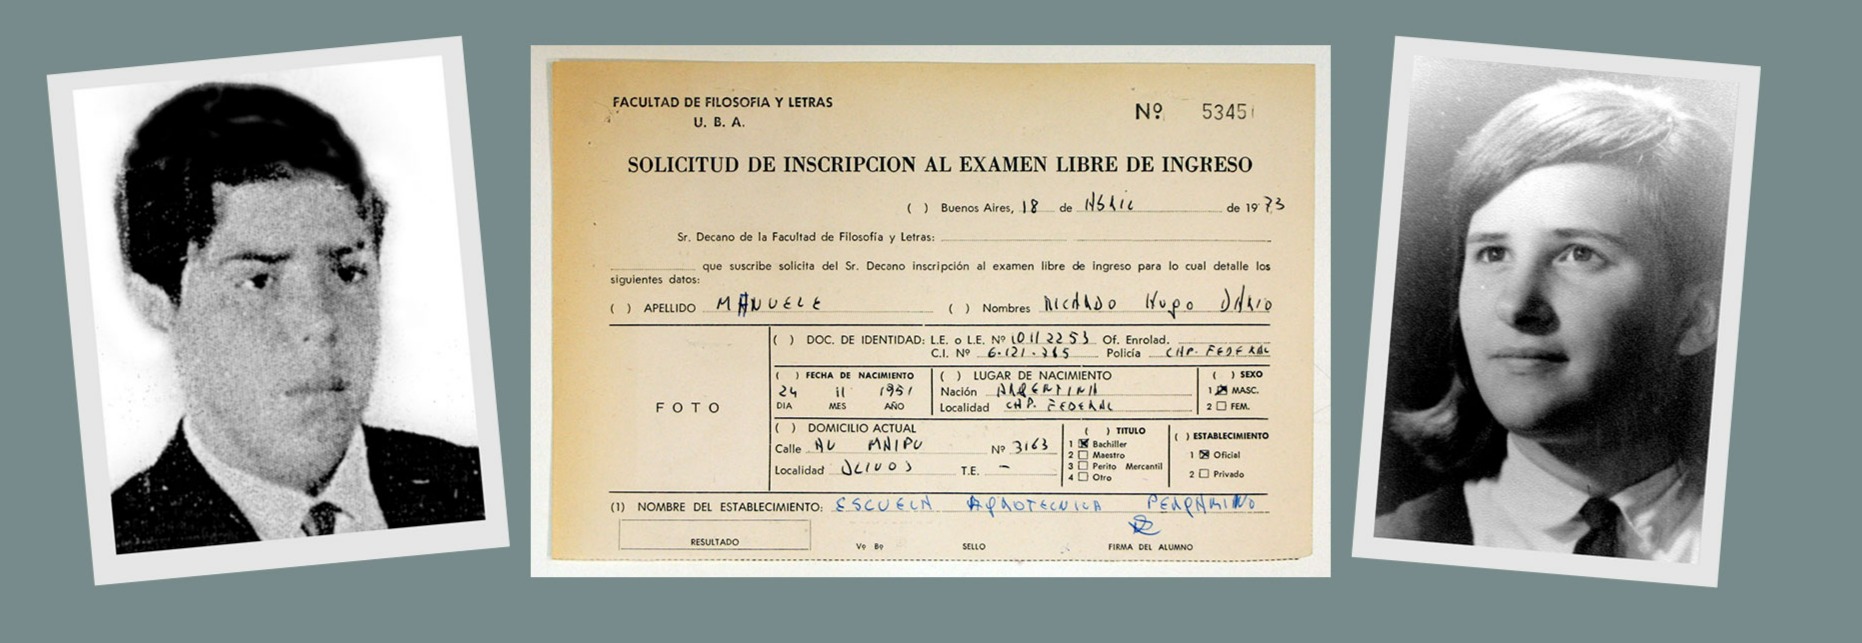 FACULTAD DE FILOSOFIA Y LETRAS
U. B. A.
Nº 5345
SOLICITUD DE INSCRIPCION AL EXAMEN LIBRE DE INGRESO
( ) Buenos Aires, 18 de ABRIL de 1973
Sr. Decano de la Facultad de Filosofía y Letras:
que suscribe solicita del Sr. Decano inscripción al examen libre de ingreso para lo cual detalle los
siguientes datos:
( ) APELLIDO MANUELE ( ) Nombres RICARDO HUGO DARIO
( ) DOC. DE IDENTIDAD: L.E. o L.E. Nº 10112253 Of. Enrolad.
C.I. Nº 6.121.265 Policía CAP. FEDERAL
( ) FECHA DE NACIMIENTO ( ) LUGAR DE NACIMIENTO ( ) SEXO
24 11 1951 Nación ARGENTINA 1 MASC.
DIA MES AÑO Localidad CAP. FEDERAL 2 FEM.
FOTO
( ) DOMICILIO ACTUAL ( ) TITULO ( ) ESTABLECIMIENTO
Calle AV MAIPU Nº 3163 1 Bachiller 1 Oficial
2 Maestro
Localidad OLIVOS T.E. - 3 Perito Mercantil 2 Privado
4 Otro
(1) NOMBRE DEL ESTABLECIMIENTO: ESCUELA AGROTECNICA PERGAMINO
RESULTADO Vº Bº SELLO FIRMA DEL ALUMNO